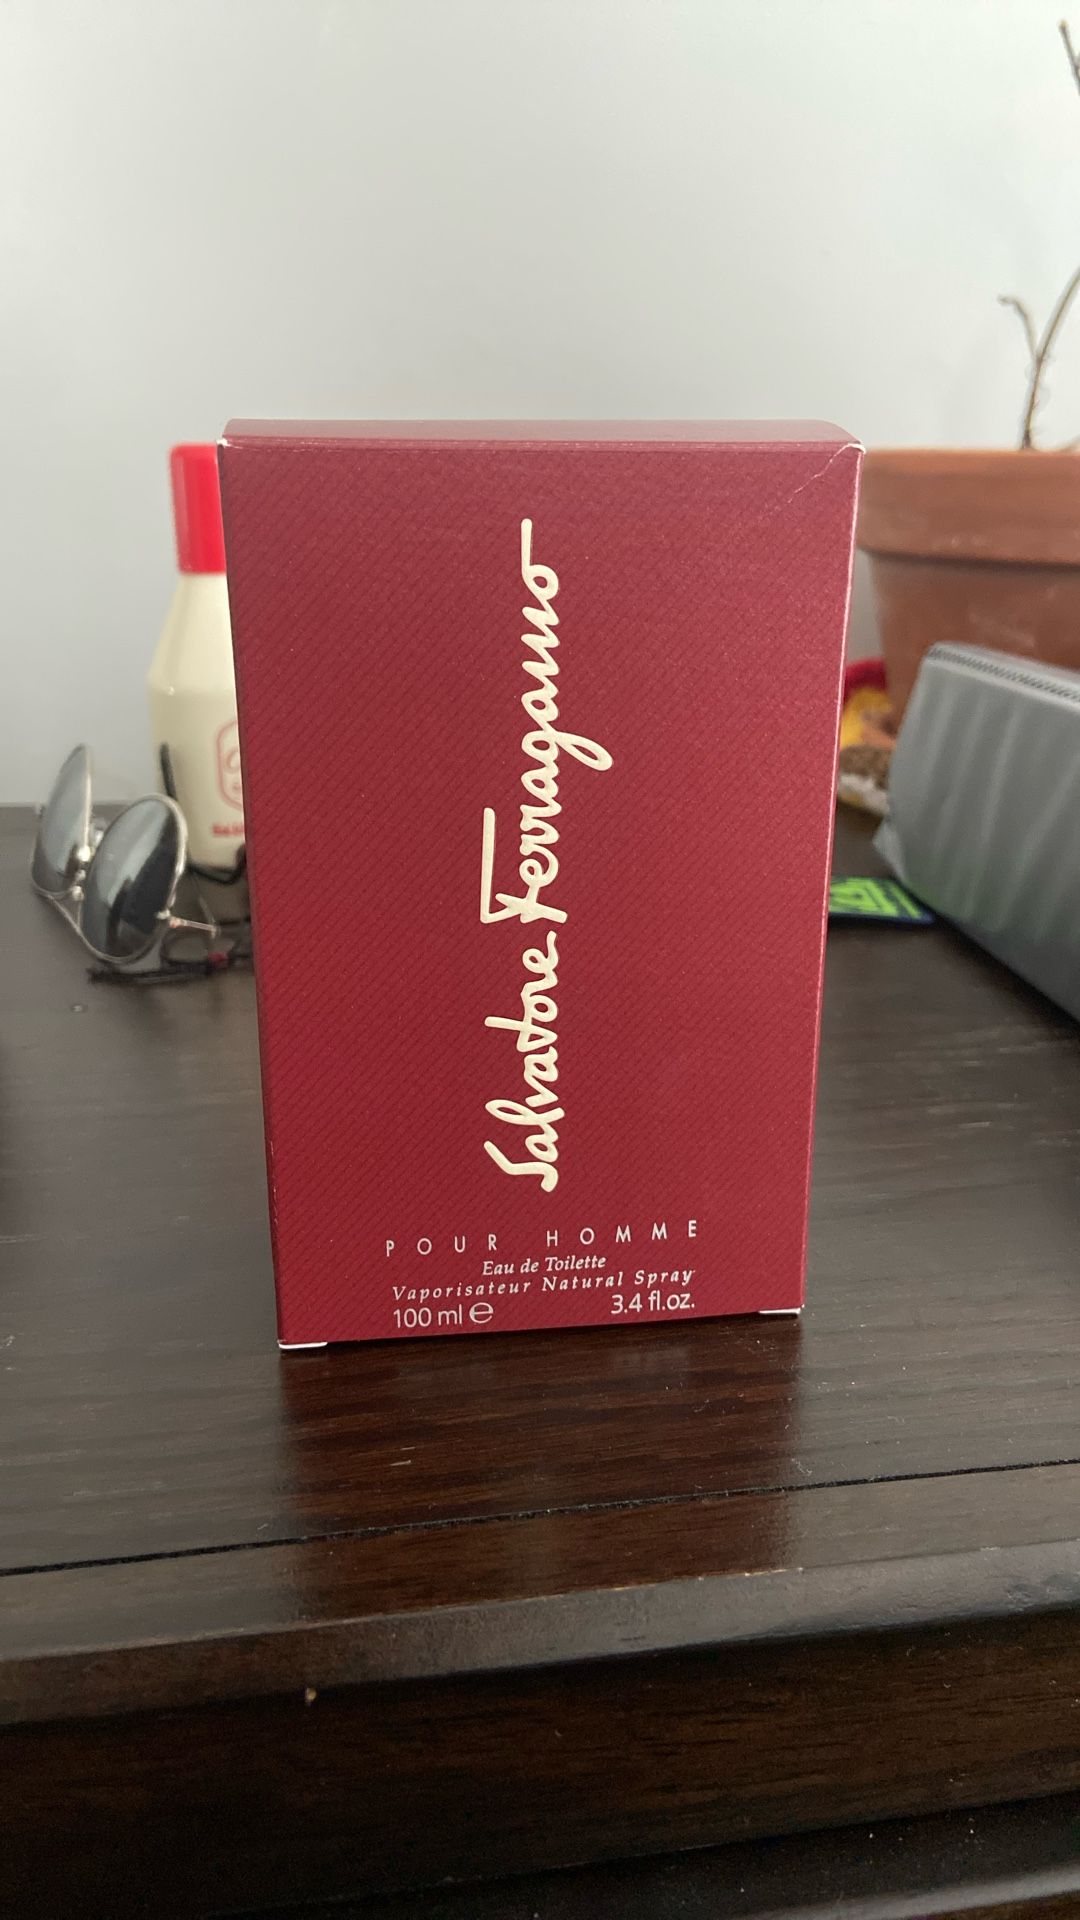 Salvatore Ferragamo
POUR HOMME
Eau de Toilette
Vaporisateur Natural Spray
100 ml ℮ 3.4 fl.oz.